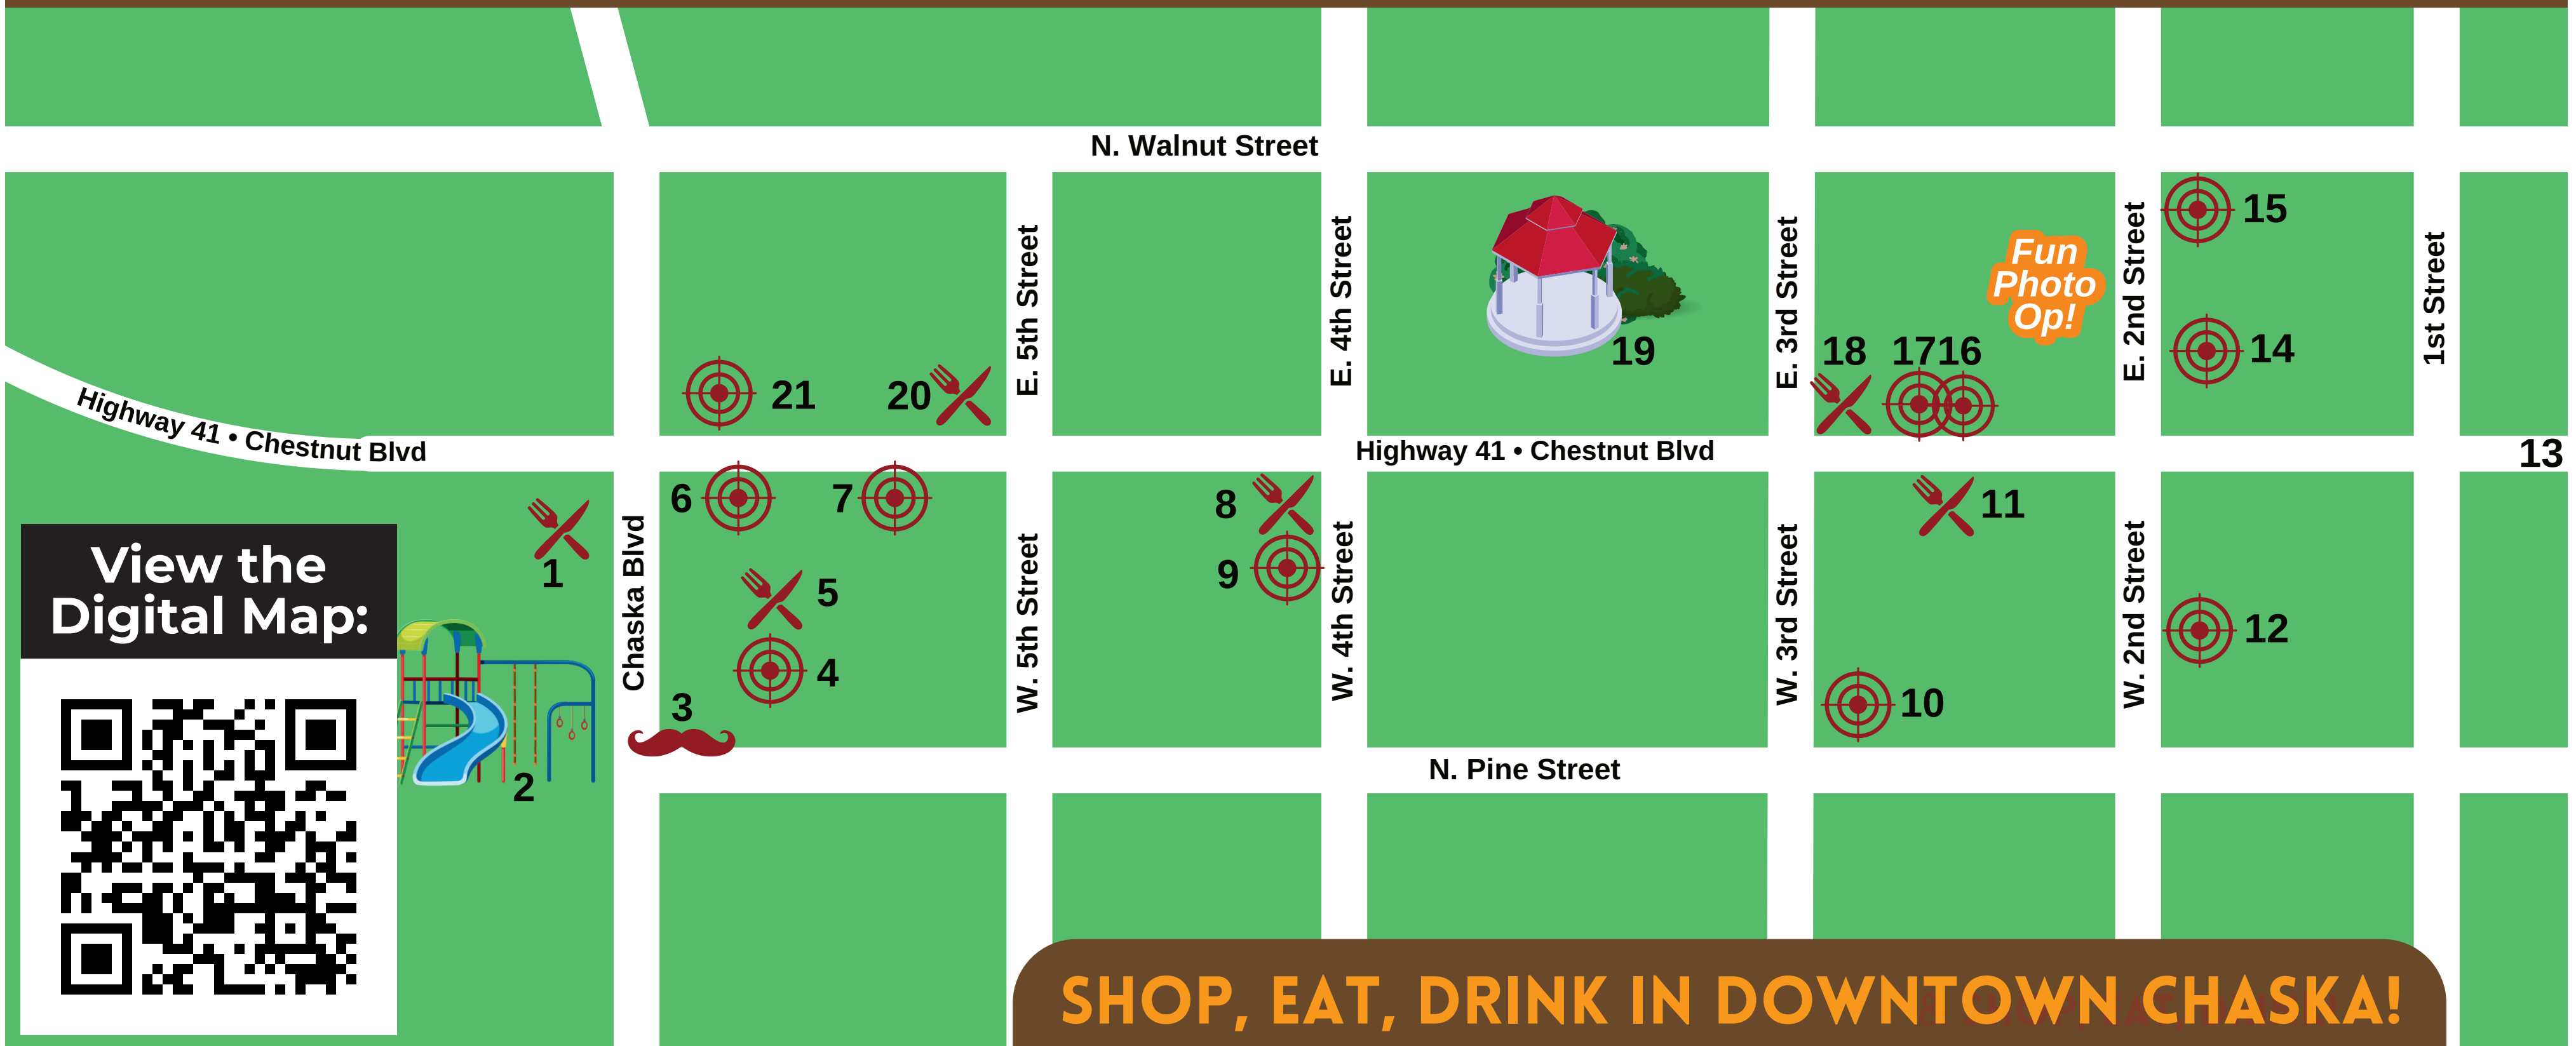 N. Walnut Street
E. 5th Street
E. 4th Street
E. 3rd Street
E. 2nd Street
1st Street
15
Fun
Photo
Op!
14
19
18
17
16
21
20
Highway 41 • Chestnut Blvd
Highway 41 • Chestnut Blvd
13
6
7
8
11
1
9
5
4
3
12
10
2
Chaska Blvd
W. 5th Street
W. 4th Street
W. 3rd Street
W. 2nd Street
View the
Digital Map:
N. Pine Street
SHOP, EAT, DRINK IN DOWNTOWN CHASKA!